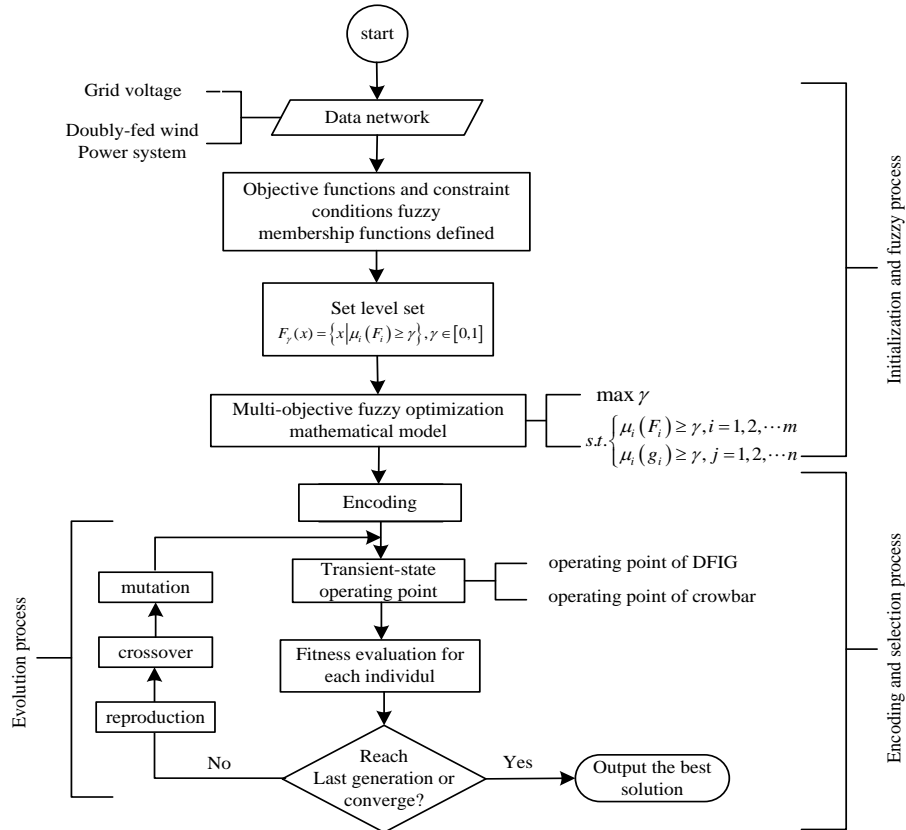 start
Grid voltage
Doubly-fed wind
Power system
Data network
Objective functions and constraint
conditions fuzzy
membership functions defined
Set level set
F_γ(x)={x|μ_i(F_i)≥γ},γ∈[0,1]
Multi-objective fuzzy optimization
mathematical model
max γ
s.t. { μ_i(F_i)≥γ, i=1,2,⋯m
μ_i(g_i)≥γ, j=1,2,⋯n
Initialization and fuzzy process
Encoding
Transient-state
operating point
operating point of DFIG
operating point of crowbar
mutation
crossover
reproduction
Evolution process
Fitness evaluation for
each individul
Reach
Last generation or
converge?
No
Yes
Output the best
solution
Encoding and selection process